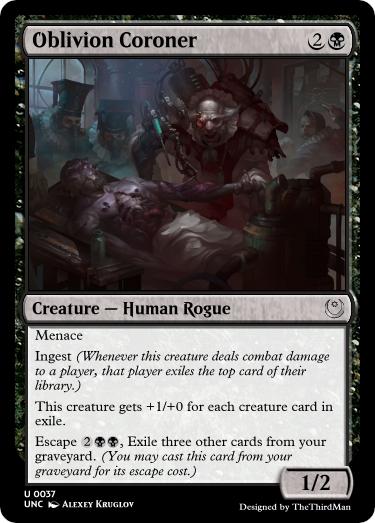 Oblivion Coroner 2
Creature — Human Rogue
Menace
Ingest (Whenever this creature deals combat damage
to a player, that player exiles the top card of their
library.)
This creature gets +1/+0 for each creature card in
exile.
Escape 2, Exile three other cards from your
graveyard. (You may cast this card from your
graveyard for its escape cost.)
1/2
U 0037
UNC Alexey Kruglov
Designed by TheThirdMan